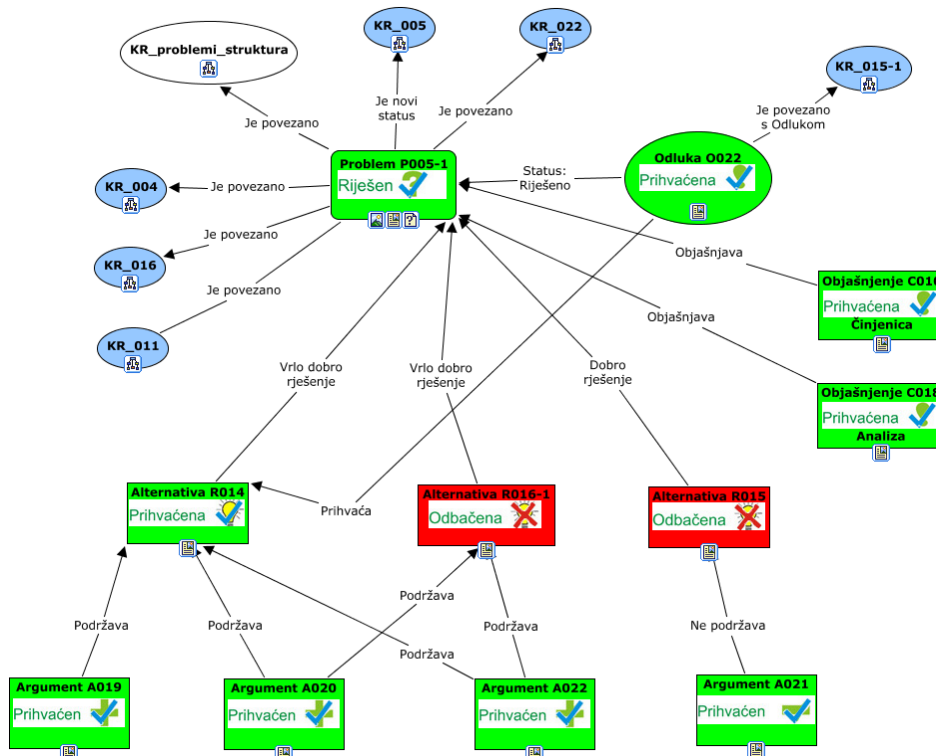 KR_005
KR_022
KR_problemi_struktura
KR_015-1
Je novi
status
Je povezano
Je povezano
Je povezano
s Odlukom
Problem P005-1
Riješen
Status:
Riješeno
Odluka O022
Prihvaćena
KR_004
Je povezano
Je povezano
KR_016
Objašnjava
Je povezano
Objašnjenje C016
Prihvaćena
Činjenica
Objašnjava
KR_011
Vrlo dobro
rješenje
Vrlo dobro
rješenje
Dobro
rješenje
Objašnjenje C018
Prihvaćena
Analiza
Alternativa R014
Prihvaćena
Prihvaća
Alternativa R016-1
Odbačena
Alternativa R015
Odbačena
Podržava
Podržava
Podržava
Podržava
Podržava
Ne podržava
Argument A019
Prihvaćen
Argument A020
Prihvaćen
Argument A022
Prihvaćen
Argument A021
Prihvaćen